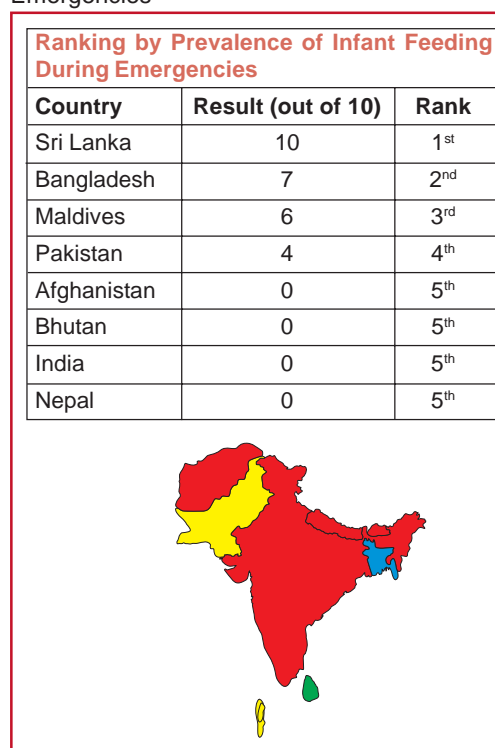 Emergencies
Ranking by Prevalence of Infant Feeding
During Emergencies
Country Result (out of 10) Rank
Sri Lanka 10 1st
Bangladesh 7 2nd
Maldives 6 3rd
Pakistan 4 4th
Afghanistan 0 5th
Bhutan 0 5th
India 0 5th
Nepal 0 5th